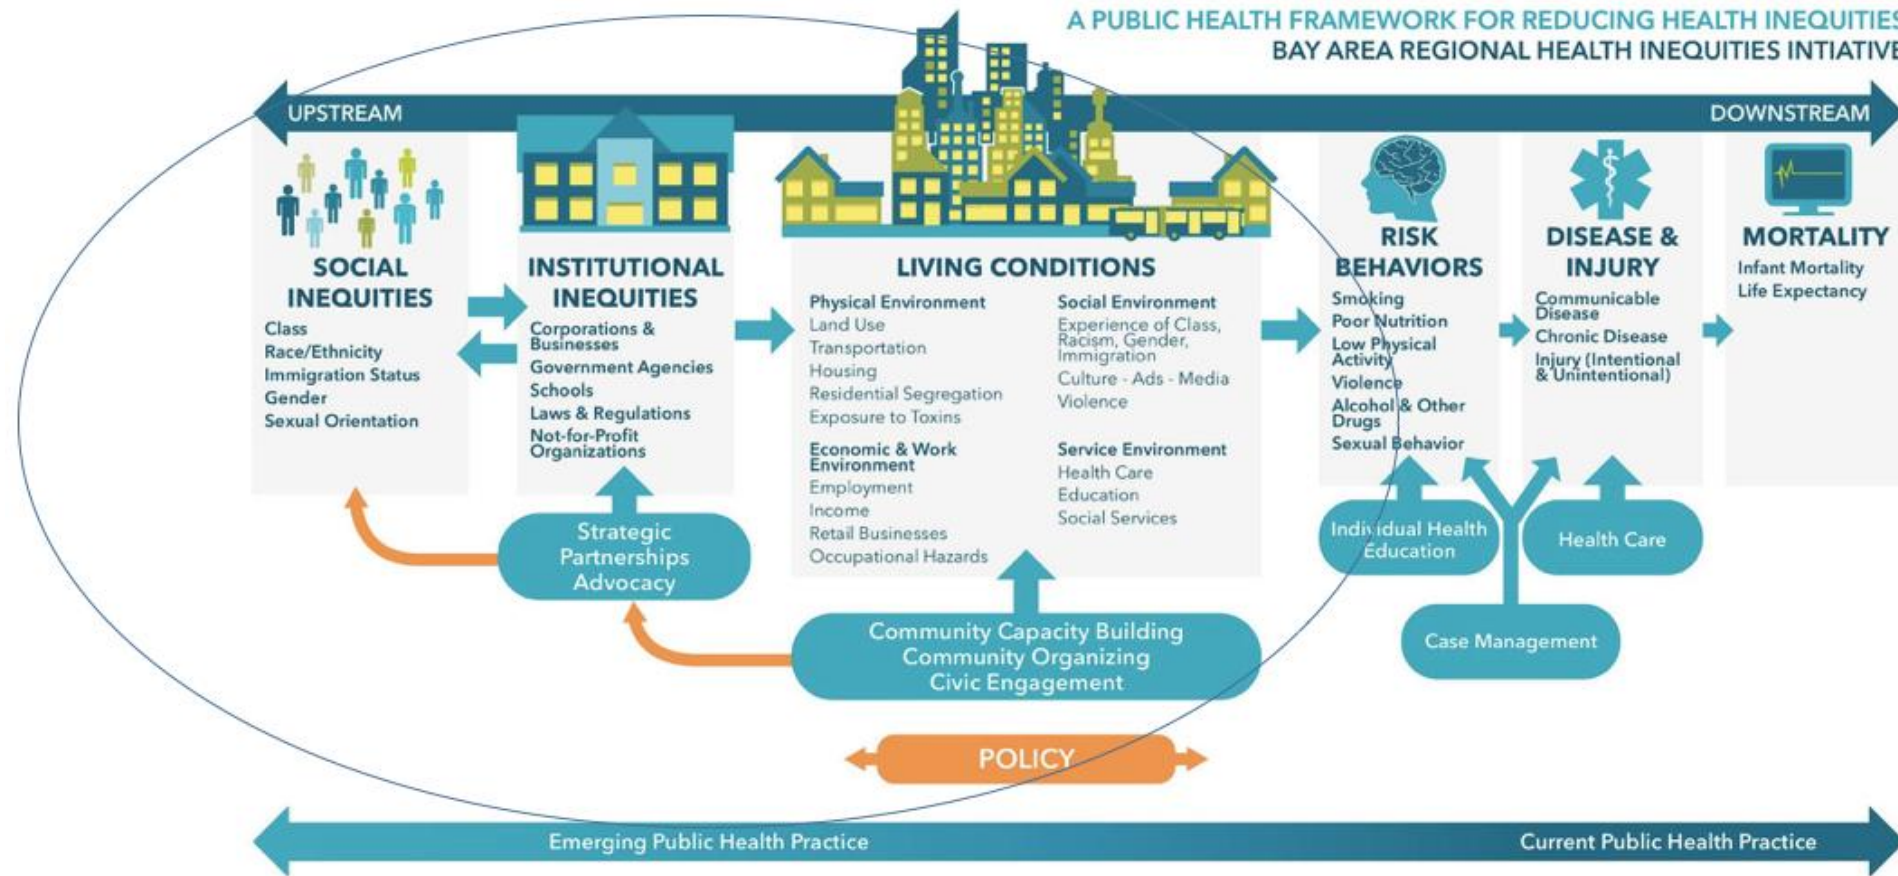 A PUBLIC HEALTH FRAMEWORK FOR REDUCING HEALTH INEQUITIES
BAY AREA REGIONAL HEALTH INEQUITIES INTIATIVE
UPSTREAM
DOWNSTREAM
SOCIAL
INEQUITIES
Class
Race/Ethnicity
Immigration Status
Gender
Sexual Orientation
INSTITUTIONAL
INEQUITIES
Corporations &
Businesses
Government Agencies
Schools
Laws & Regulations
Not-for-Profit
Organizations
LIVING CONDITIONS
Physical Environment
Land Use
Transportation
Housing
Residential Segregation
Exposure to Toxins
Economic & Work
Environment
Employment
Income
Retail Businesses
Occupational Hazards
Social Environment
Experience of Class,
Racism, Gender,
Immigration
Culture - Ads - Media
Violence
Service Environment
Health Care
Education
Social Services
RISK
BEHAVIORS
Smoking
Poor Nutrition
Low Physical
Activity
Violence
Alcohol & Other
Drugs
Sexual Behavior
DISEASE &
INJURY
Communicable
Disease
Chronic Disease
Injury (Intentional
& Unintentional)
MORTALITY
Infant Mortality
Life Expectancy
Strategic
Partnerships
Advocacy
Community Capacity Building
Community Organizing
Civic Engagement
Individual Health
Education
Health Care
Case Management
POLICY
Emerging Public Health Practice
Current Public Health Practice